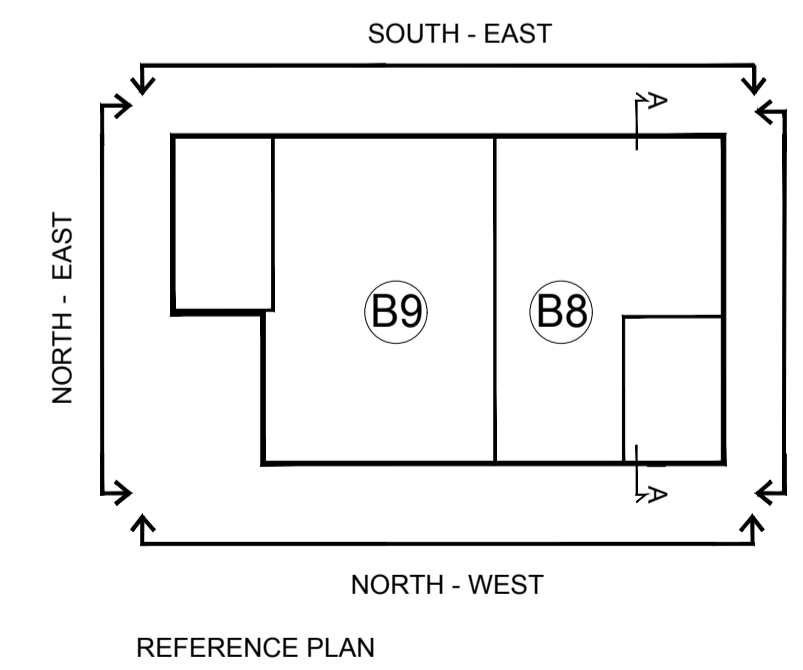 SOUTH - EAST
A
NORTH - EAST
B9
B8
A
NORTH - WEST
REFERENCE PLAN